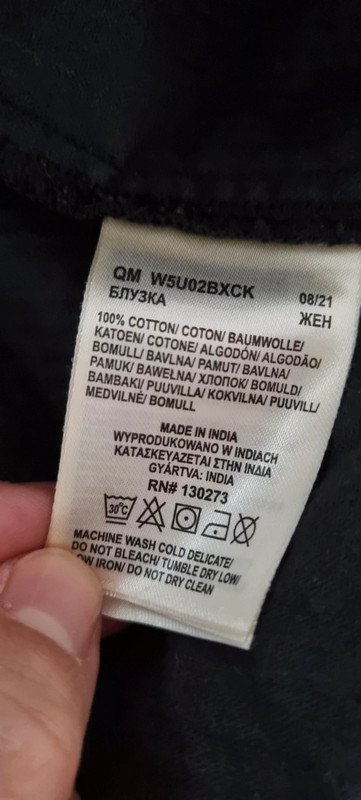 QM W5U02BXCK 08/21
БЛУЗКА ЖЕН
100% COTTON/ COTON/ BAUMWOLLE/
KATOEN/ COTONE/ ALGODÓN/ ALGODÃO/
BOMULL/ BAVLNA/ PAMUT/ BAVLNA/
PAMUK/ BAWEŁNA/ ХЛОПОК/ BOMULD/
BAMBAKI/ PUUVILLA/ KOKVILNA/ PUUVILL/
MEDVILNĖ/ BOMULL
MADE IN INDIA
WYPRODUKOWANO W INDIACH
ΚΑΤΑΣΚΕΥΑΖΕΤΑΙ ΣΤΗΝ ΙΝΔΙΑ
GYÁRTVA: INDIA
RN# 130273
30°C
MACHINE WASH COLD DELICATE/
DO NOT BLEACH/ TUMBLE DRY LOW/
LOW IRON/ DO NOT DRY CLEAN